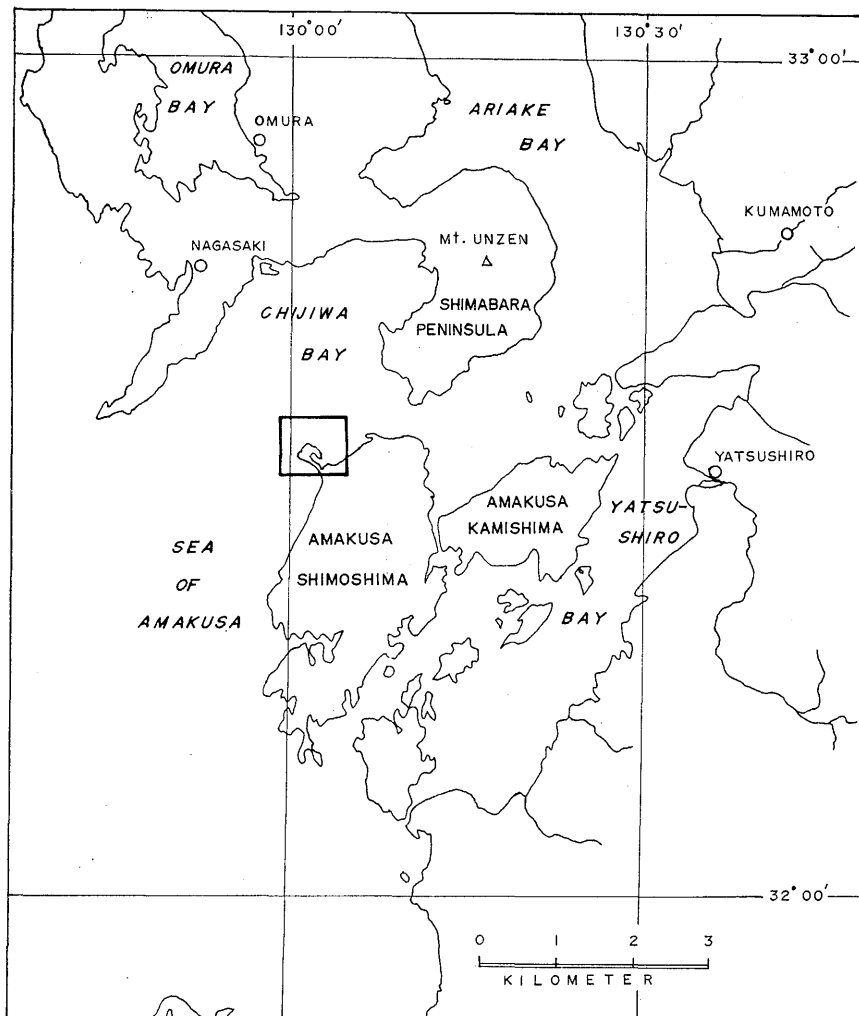 130° 00'
130° 30'
33° 00'
OMURA
BAY
OMURA
ARIAKE
BAY
KUMAMOTO
NAGASAKI
Mt. UNZEN
SHIMABARA
PENINSULA
CHIJIWA
BAY
YATSUSHIRO
AMAKUSA
KAMISHIMA
YATSU-
SHIRO
BAY
AMAKUSA
SHIMOSHIMA
SEA
OF
AMAKUSA
32° 00'
0 1 2 3
KILOMETER